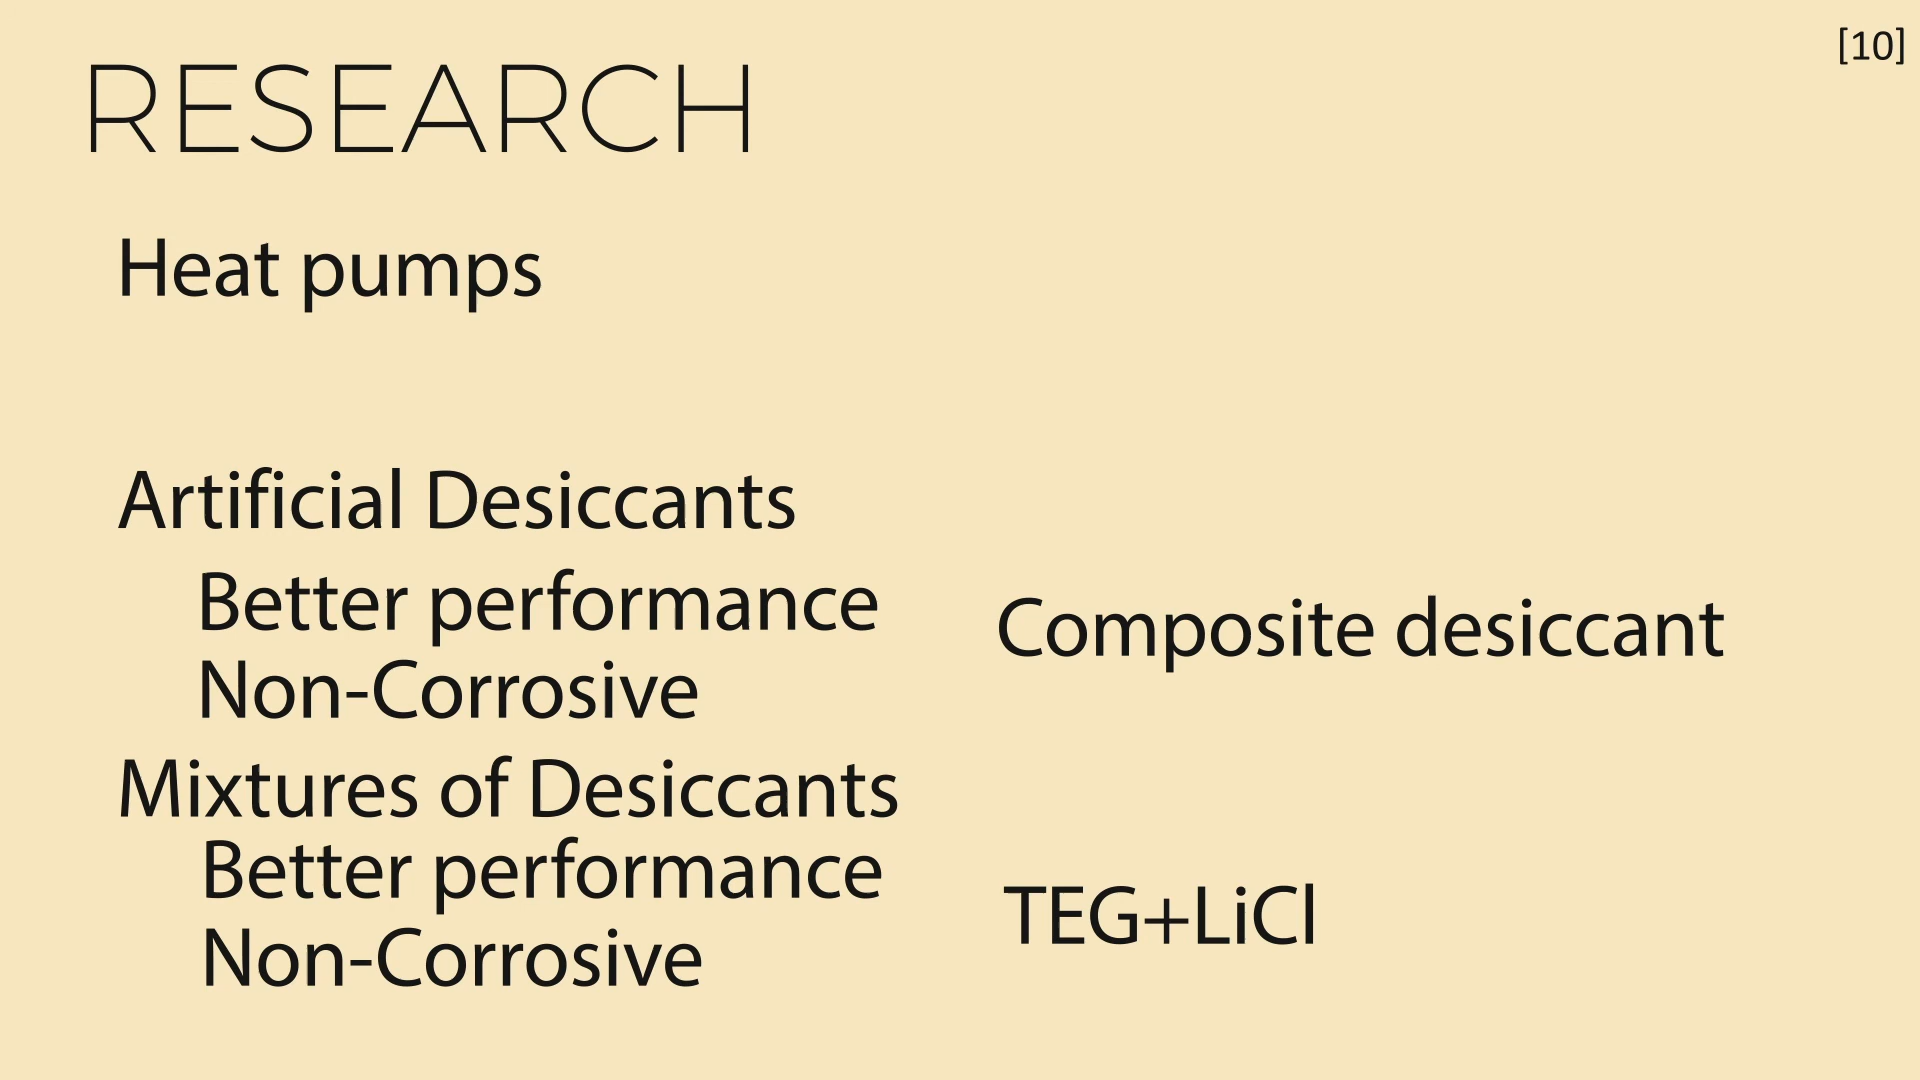 [10]
RESEARCH
Heat pumps
Artificial Desiccants
Better performance
Non-Corrosive
Composite desiccant
Mixtures of Desiccants
Better performance
Non-Corrosive
TEG+LiCl